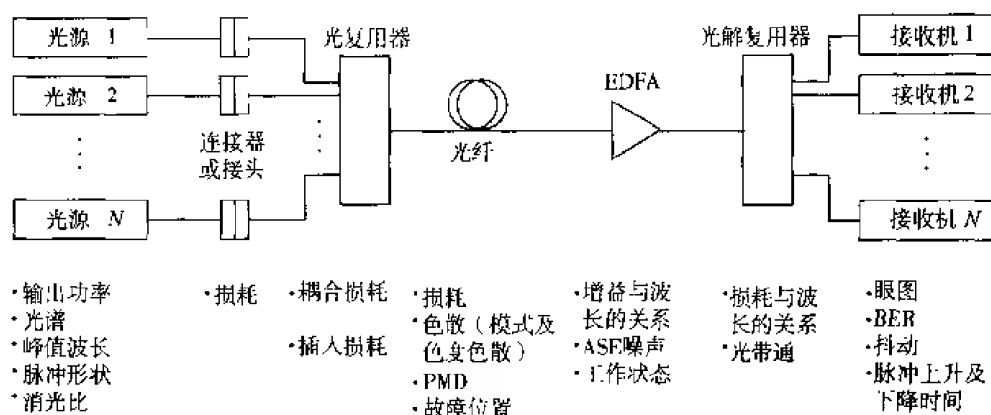 光源 1
光源 2
光源 N
连接器
或接头
光复用器
光纤
EDFA
光解复用器
接收机 1
接收机 2
接收机 N
·输出功率
·光谱
·峰值波长
·脉冲形状
·消光比
·损耗
·耦合损耗
·插入损耗
·损耗
·色散（模式及
色度色散）
·PMD
·故障位置
·增益与波
长的关系
·ASE噪声
·工作状态
·损耗与波
长的关系
·光带通
·眼图
·BER
·抖动
·脉冲上升及
下降时间